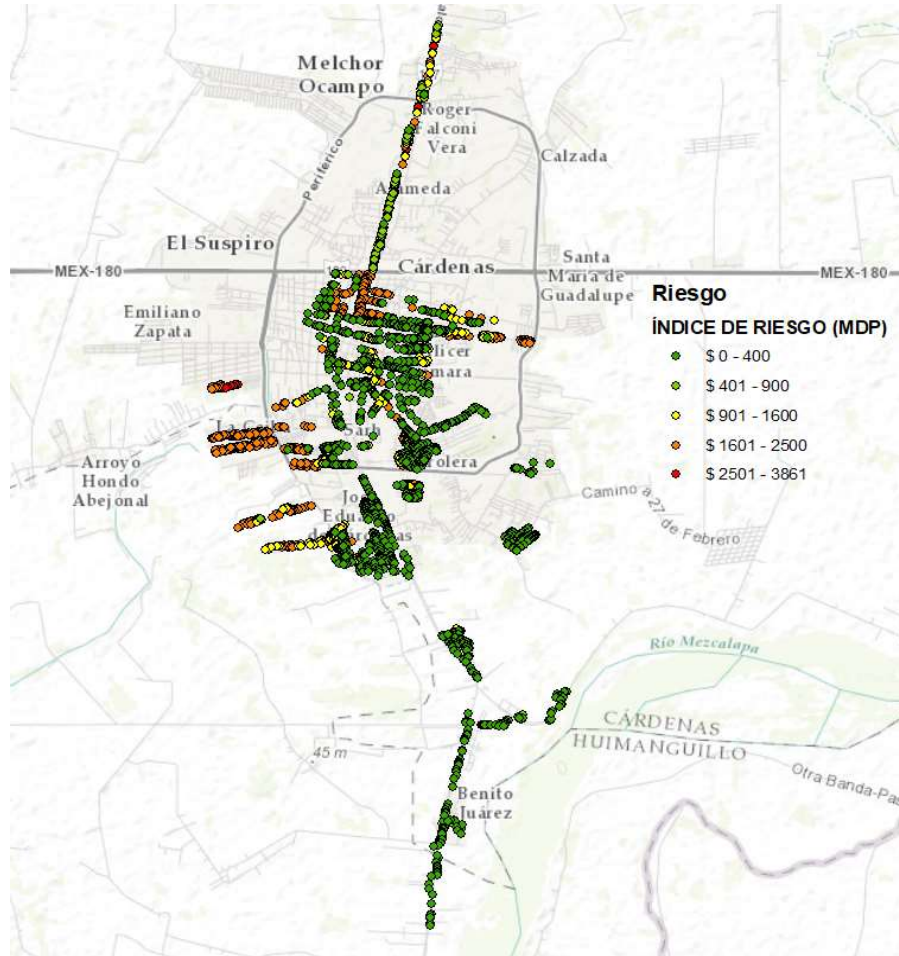 Melchor
Ocampo
Roger
Falconi
Vera
Calzada
Periférico
Alameda
El Suspiro
MEX-180
Cárdenas
Santa
María de
Guadalupe
MEX-180
Riesgo
ÍNDICE DE RIESGO (MDP)
$ 0 - 400
$ 401 - 900
$ 901 - 1600
$ 1601 - 2500
$ 2501 - 3861
Emiliano
Zapata
Sarh
Arroyo
Hondo
Abejonal
Camino a 27 de Febrero
Río Mezcalapa
CÁRDENAS
HUIMANGUILLO
45 m
Otra Banda-Pas
Benito
Juárez